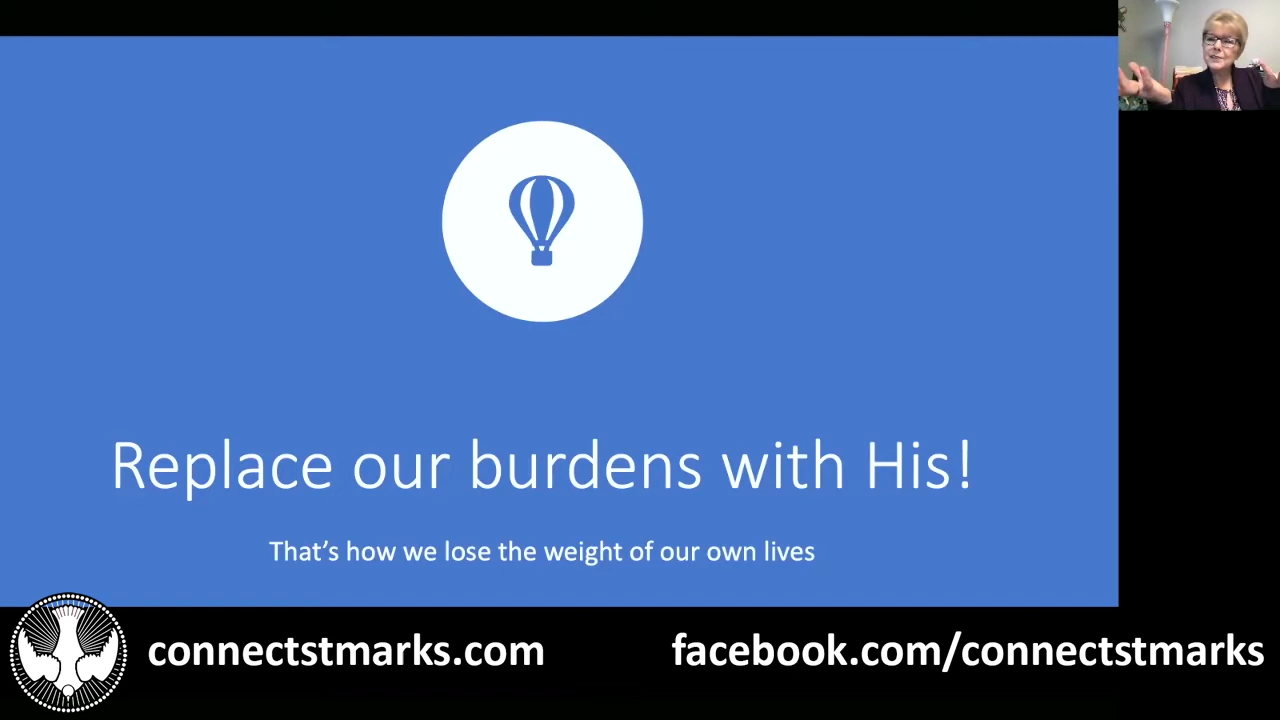 Replace our burdens with His!
That's how we lose the weight of our own lives
connectstmarks.com
facebook.com/connectstmarks